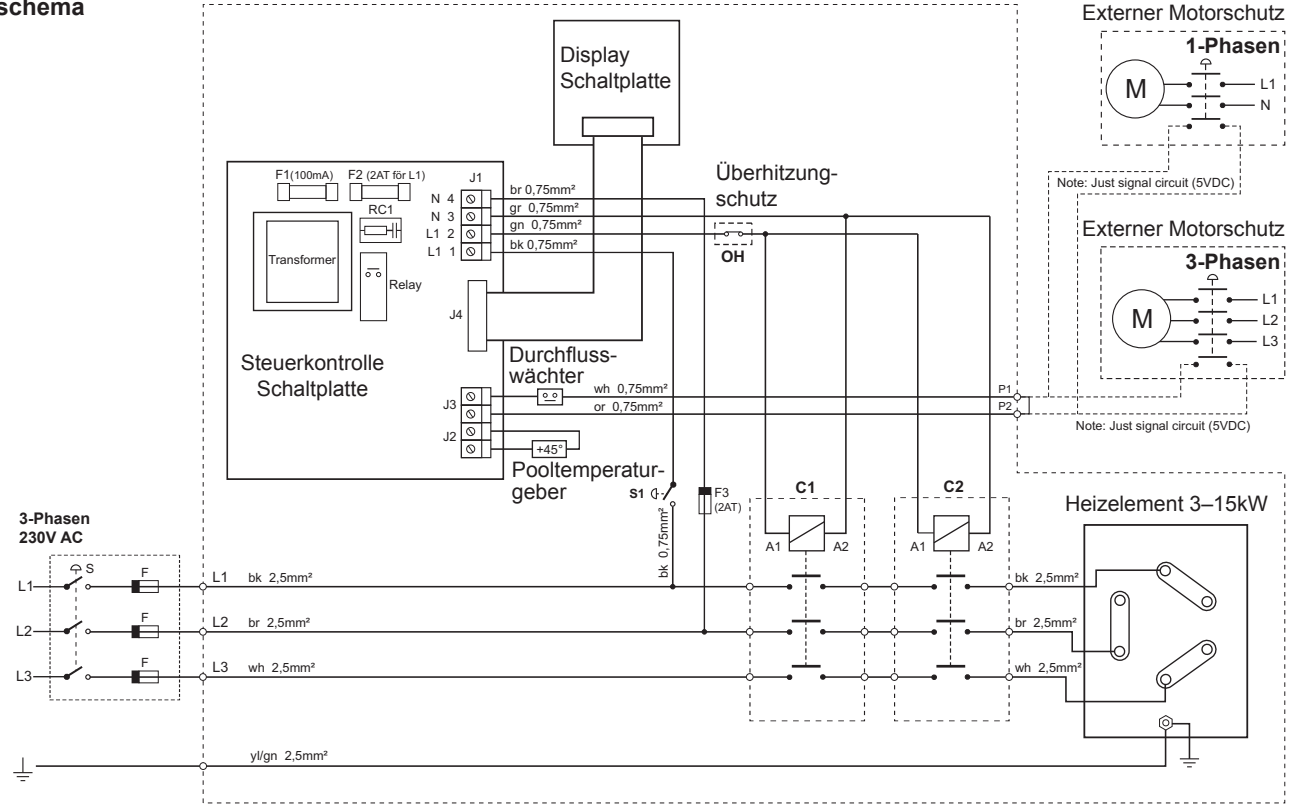 schema
Externer Motorschutz
1-Phasen
M
L1
N
Note: Just signal circuit (5VDC)
Externer Motorschutz
3-Phasen
M
L1
L2
L3
Note: Just signal circuit (5VDC)
Display
Schaltplatte
F1(100mA)
F2 (2AT för L1)
J1
RC1
N 4
N 3
L1 2
L1 1
Transformer
Relay
J4
Steuerkontrolle
Schaltplatte
J3
J2
br 0,75mm²
gr 0,75mm²
gn 0,75mm²
bk 0,75mm²
Überhitzung-
schutz
OH
Durchfluss-
wächter
wh 0,75mm²
or 0,75mm²
P1
P2
+45°
Pooltemperatur-
geber
S1
bk 0,75mm²
F3
(2AT)
C1
A1
A2
C2
A1
A2
Heizelement 3–15kW
3-Phasen
230V AC
S
L1
F
L1
bk 2,5mm²
bk 2,5mm²
L2
F
L2
br 2,5mm²
br 2,5mm²
L3
F
L3
wh 2,5mm²
wh 2,5mm²
yl/gn 2,5mm²